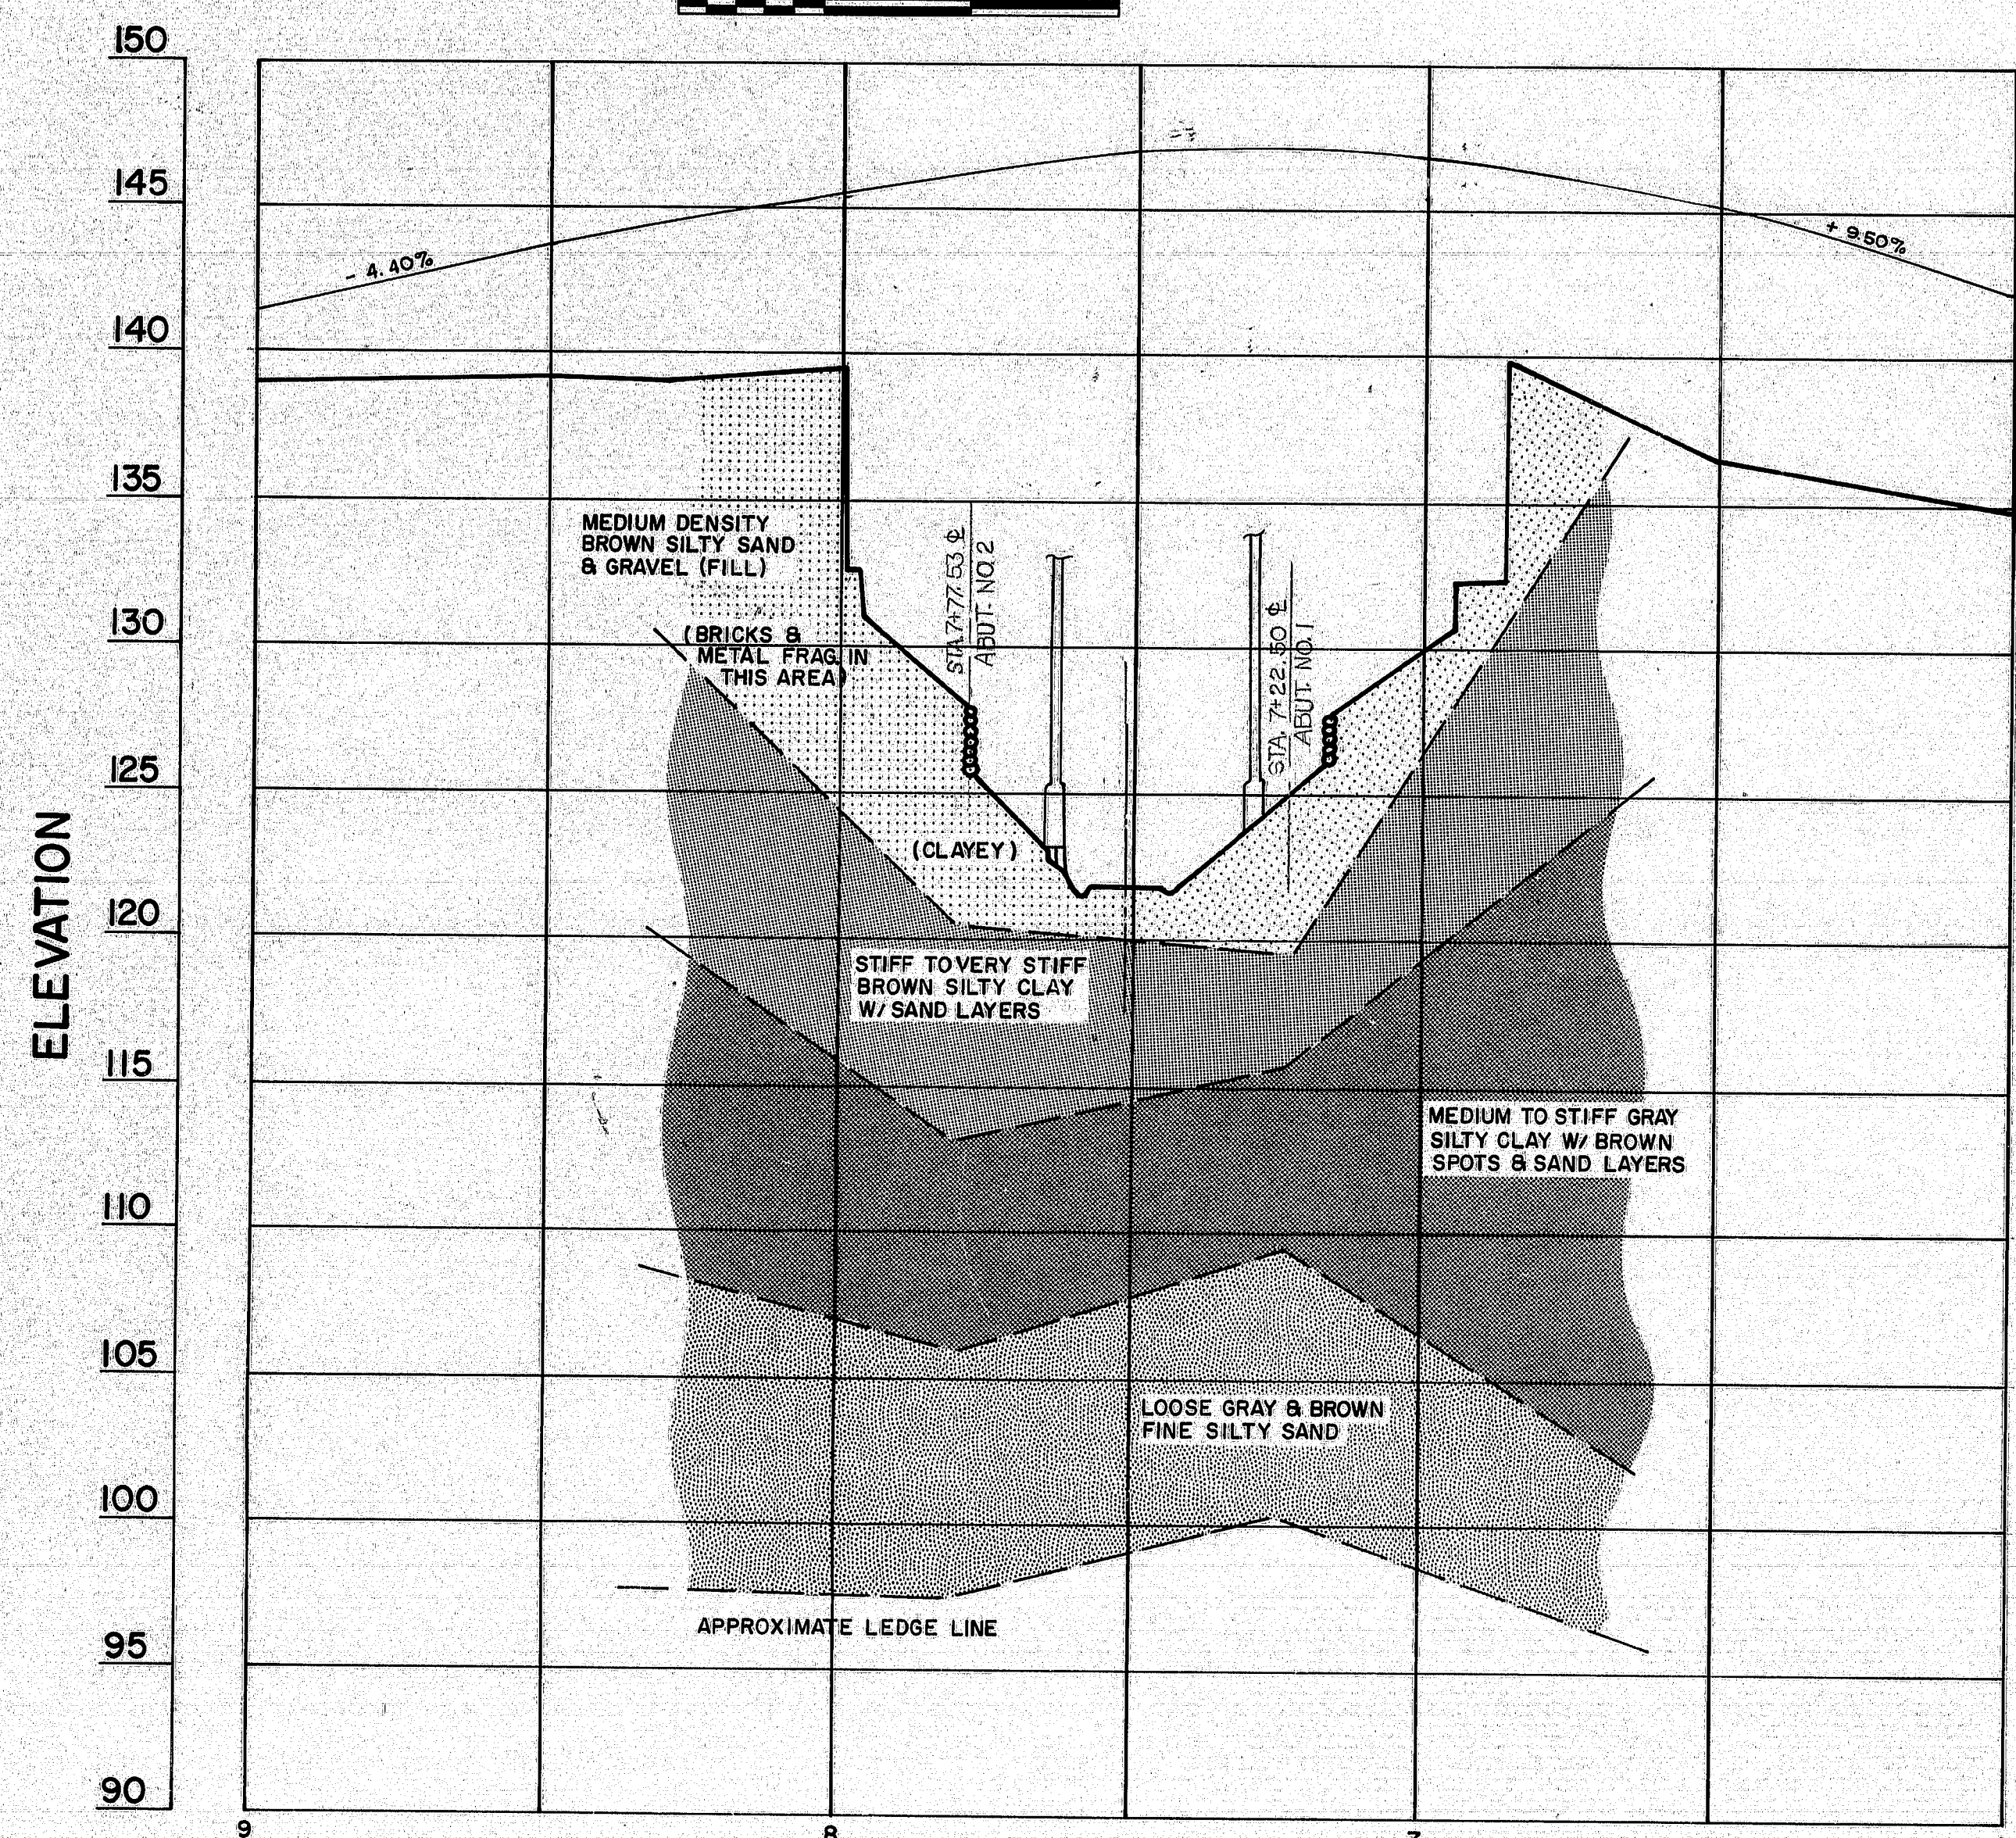 150
145
140
135
130
125
120
115
110
105
100
95
90
ELEVATION
- 4.40%
+ 9.50%
MEDIUM DENSITY
BROWN SILTY SAND
& GRAVEL (FILL)
(BRICKS &
METAL FRAG. IN
THIS AREA)
STA. 7+77.53 ℄
ABUT. NO. 2
STA. 7+22.50 ℄
ABUT. NO. 1
(CLAYEY)
STIFF TO VERY STIFF
BROWN SILTY CLAY
W/ SAND LAYERS
MEDIUM TO STIFF GRAY
SILTY CLAY W/ BROWN
SPOTS & SAND LAYERS
LOOSE GRAY & BROWN
FINE SILTY SAND
APPROXIMATE LEDGE LINE
9
8
7